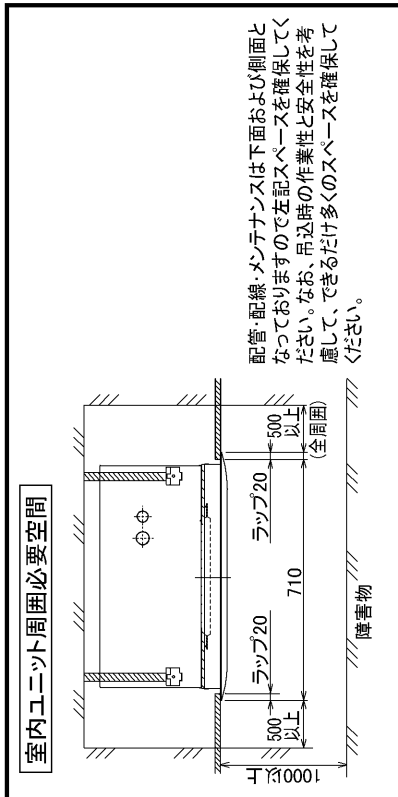 室内ユニット周囲必要空間
ラップ20
ラップ20
500
以上
710
500
以上
(全周囲)
1000以上
障害物
配管・配線・メンテナンスは下面および側面と
なっておりますので左記スペースを確保してく
ださい。なお、吊込時の作業性と安全性を考
慮して、できるだけ多くのスペースを確保して
ください。